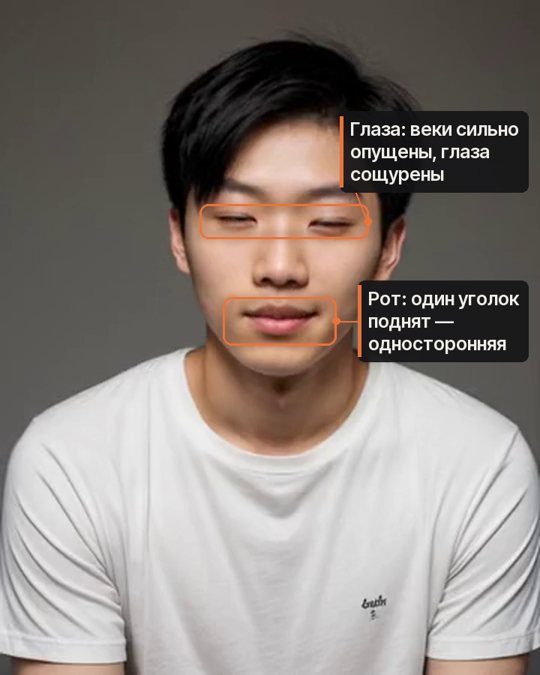 Глаза: веки сильно
опущены, глаза
сощурены
Рот: один уголок
поднят —
односторонняя